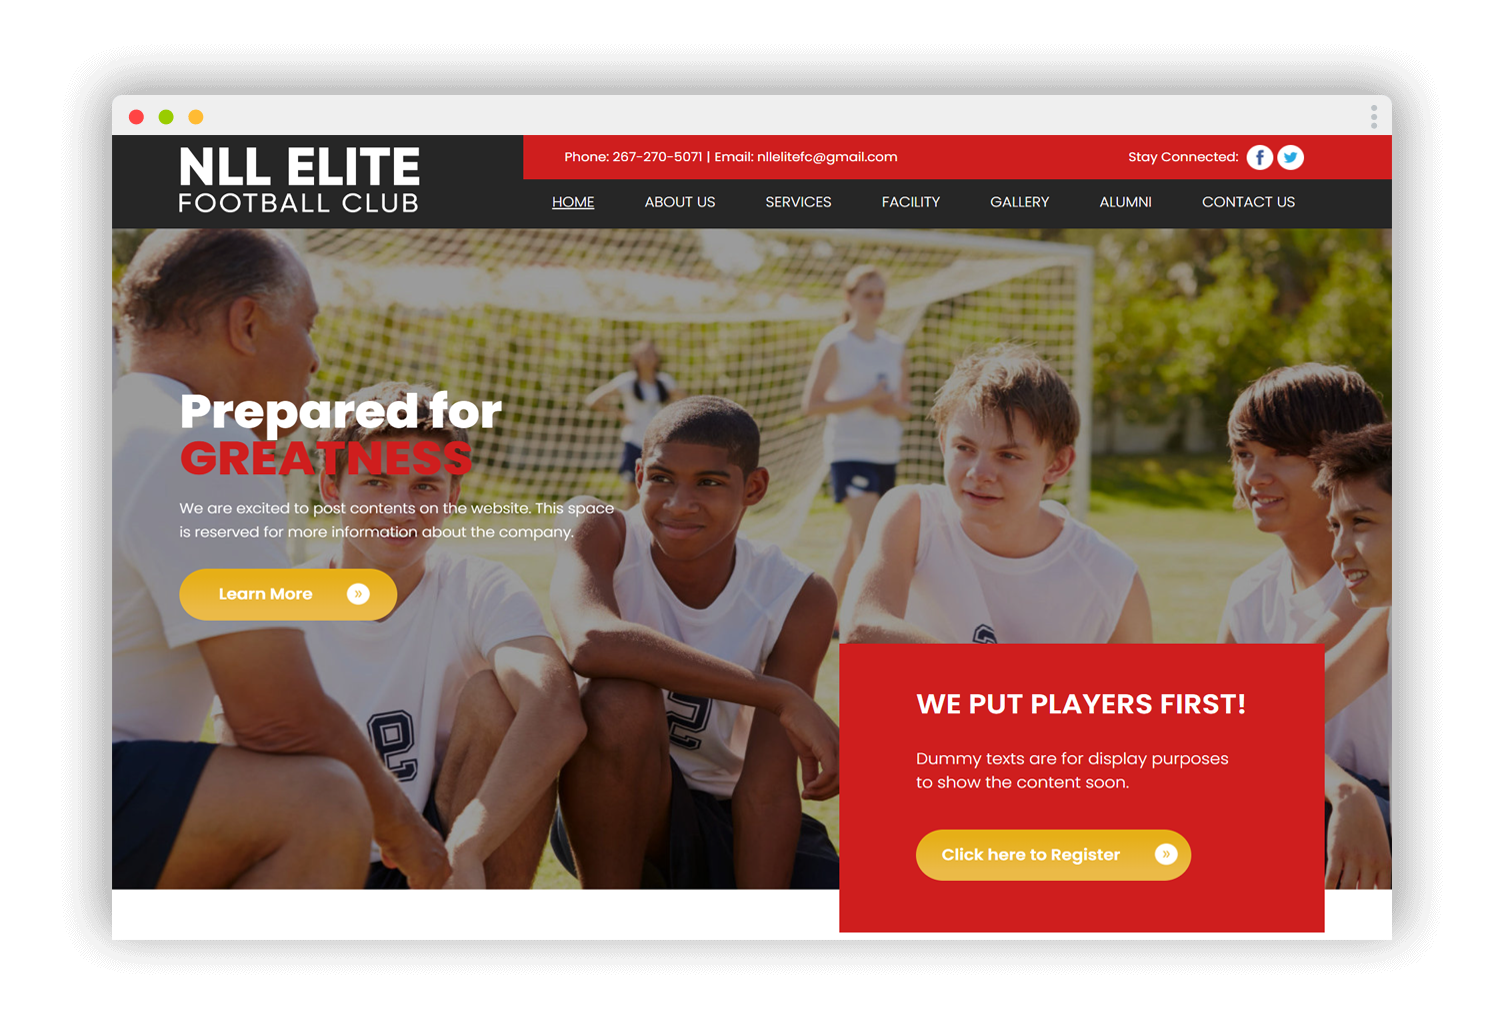 NLL ELITE
FOOTBALL CLUB
Phone: 267-270-5071 | Email: nllelitefc@gmail.com
Stay Connected:
HOME ABOUT US SERVICES FACILITY GALLERY ALUMNI CONTACT US
Prepared for
GREATNESS
We are excited to post contents on the website. This space
is reserved for more information about the company.
Learn More
9
2
WE PUT PLAYERS FIRST!
Dummy texts are for display purposes
to show the content soon.
Click here to Register